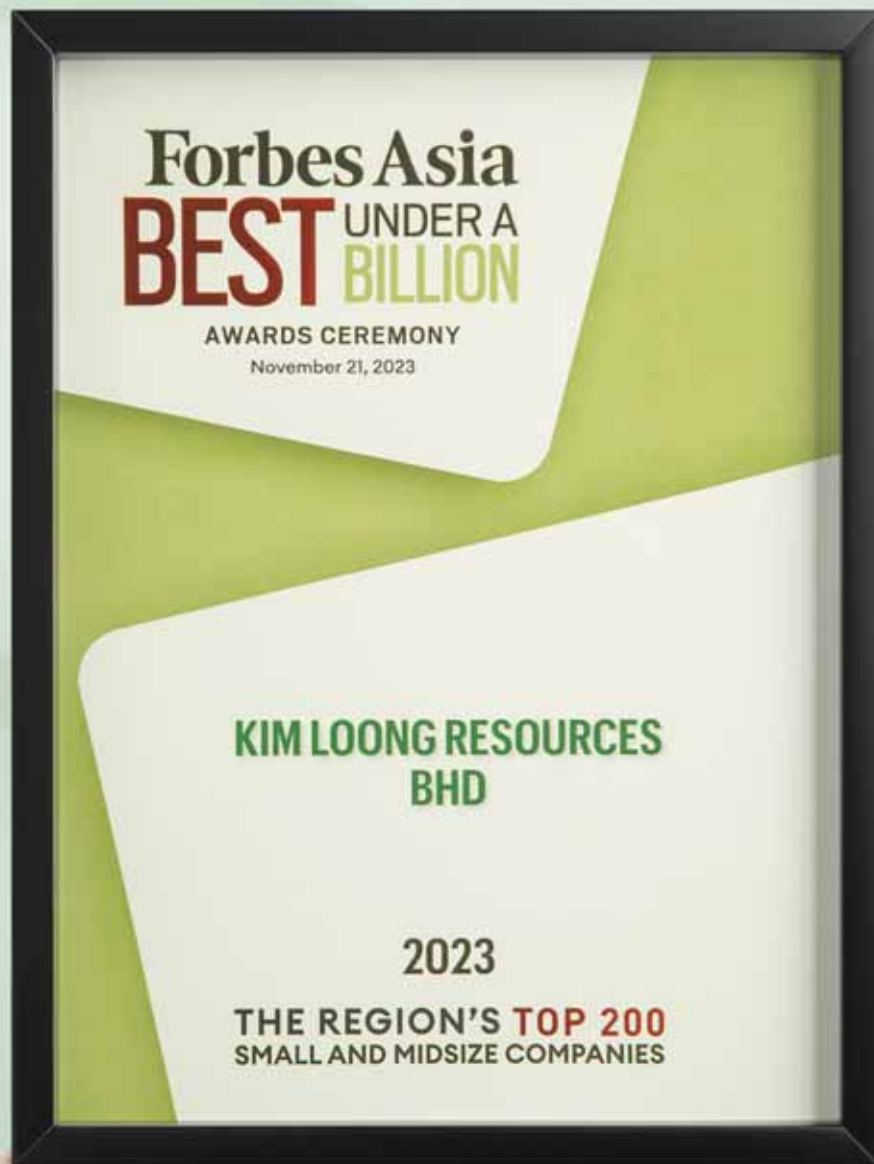 Forbes Asia
BEST UNDER A
BILLION
AWARDS CEREMONY
November 21, 2023
KIM LOONG RESOURCES
BHD
2023
THE REGION'S TOP 200
SMALL AND MIDSIZE COMPANIES